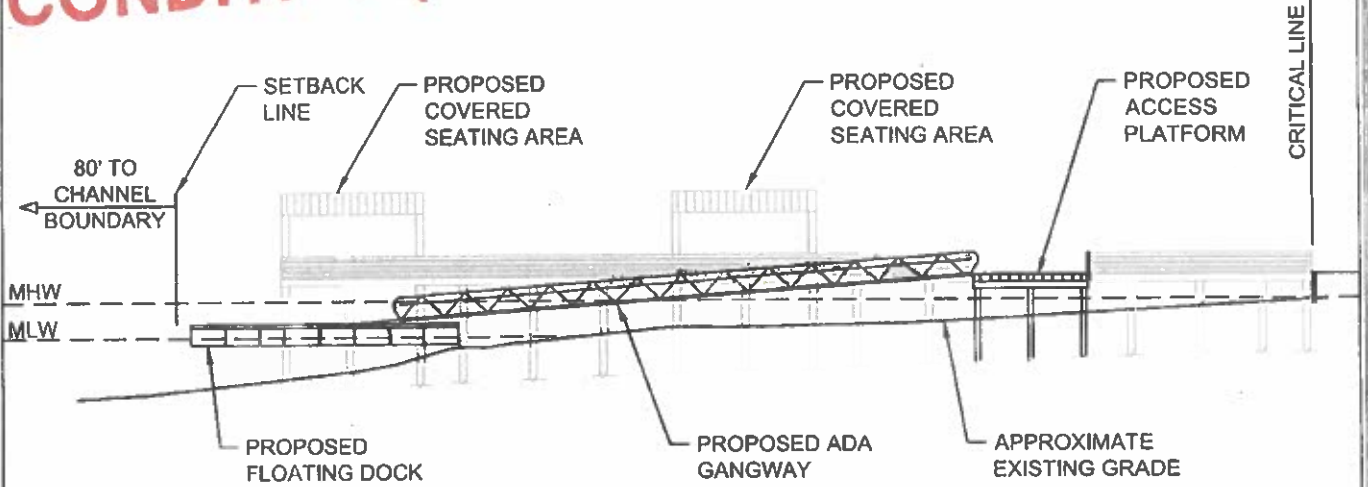 CRITICAL LINE
SETBACK
LINE
PROPOSED
COVERED
SEATING AREA
PROPOSED
COVERED
SEATING AREA
PROPOSED
ACCESS
PLATFORM
80' TO
CHANNEL
BOUNDARY
MHW
MLW
PROPOSED
FLOATING DOCK
PROPOSED ADA
GANGWAY
APPROXIMATE
EXISTING GRADE